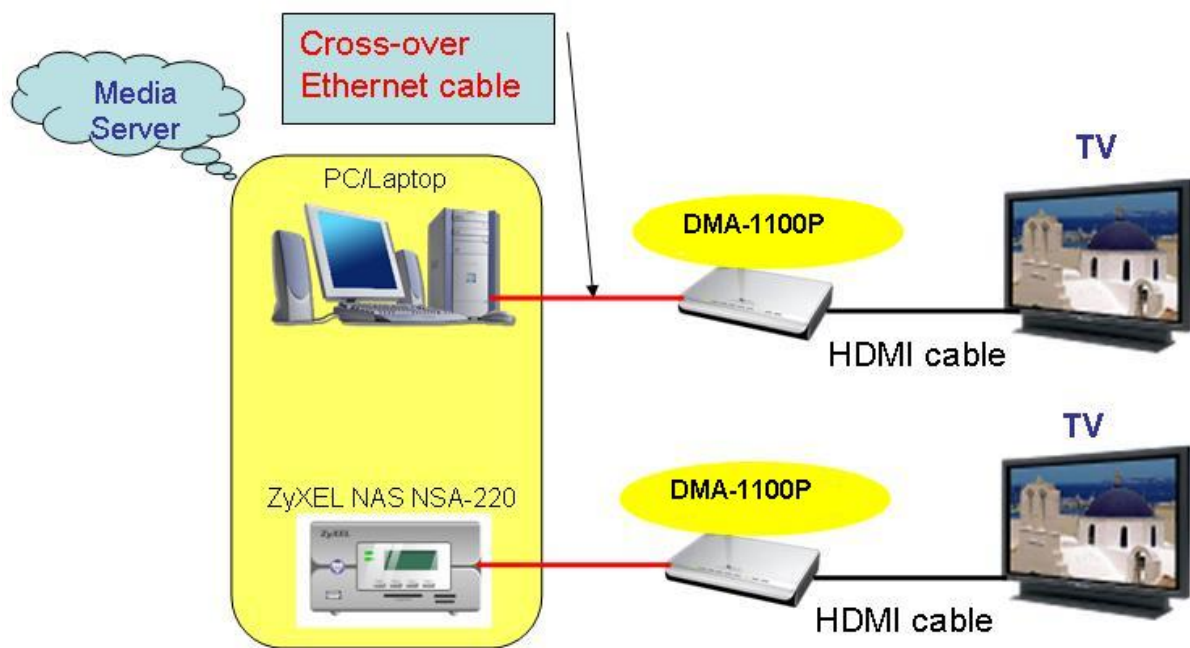 Cross-over
Ethernet cable
Media
Server
PC/Laptop
TV
DMA-1100P
HDMI cable
TV
DMA-1100P
ZyXEL NAS NSA-220
ZyXEL
HDMI cable